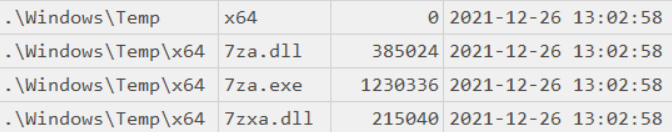 .\Windows\Temp x64 0 2021-12-26 13:02:58
.\Windows\Temp\x64 7za.dll 385024 2021-12-26 13:02:58
.\Windows\Temp\x64 7za.exe 1230336 2021-12-26 13:02:58
.\Windows\Temp\x64 7zxa.dll 215040 2021-12-26 13:02:58